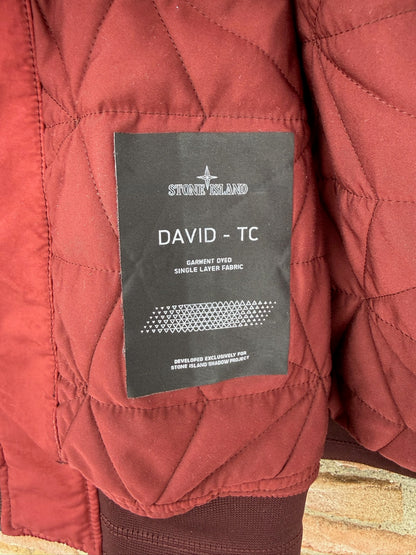 STONE ISLAND
DAVID - TC
GARMENT DYED
SINGLE LAYER FABRIC
DEVELOPED EXCLUSIVELY FOR
STONE ISLAND SHADOW PROJECT